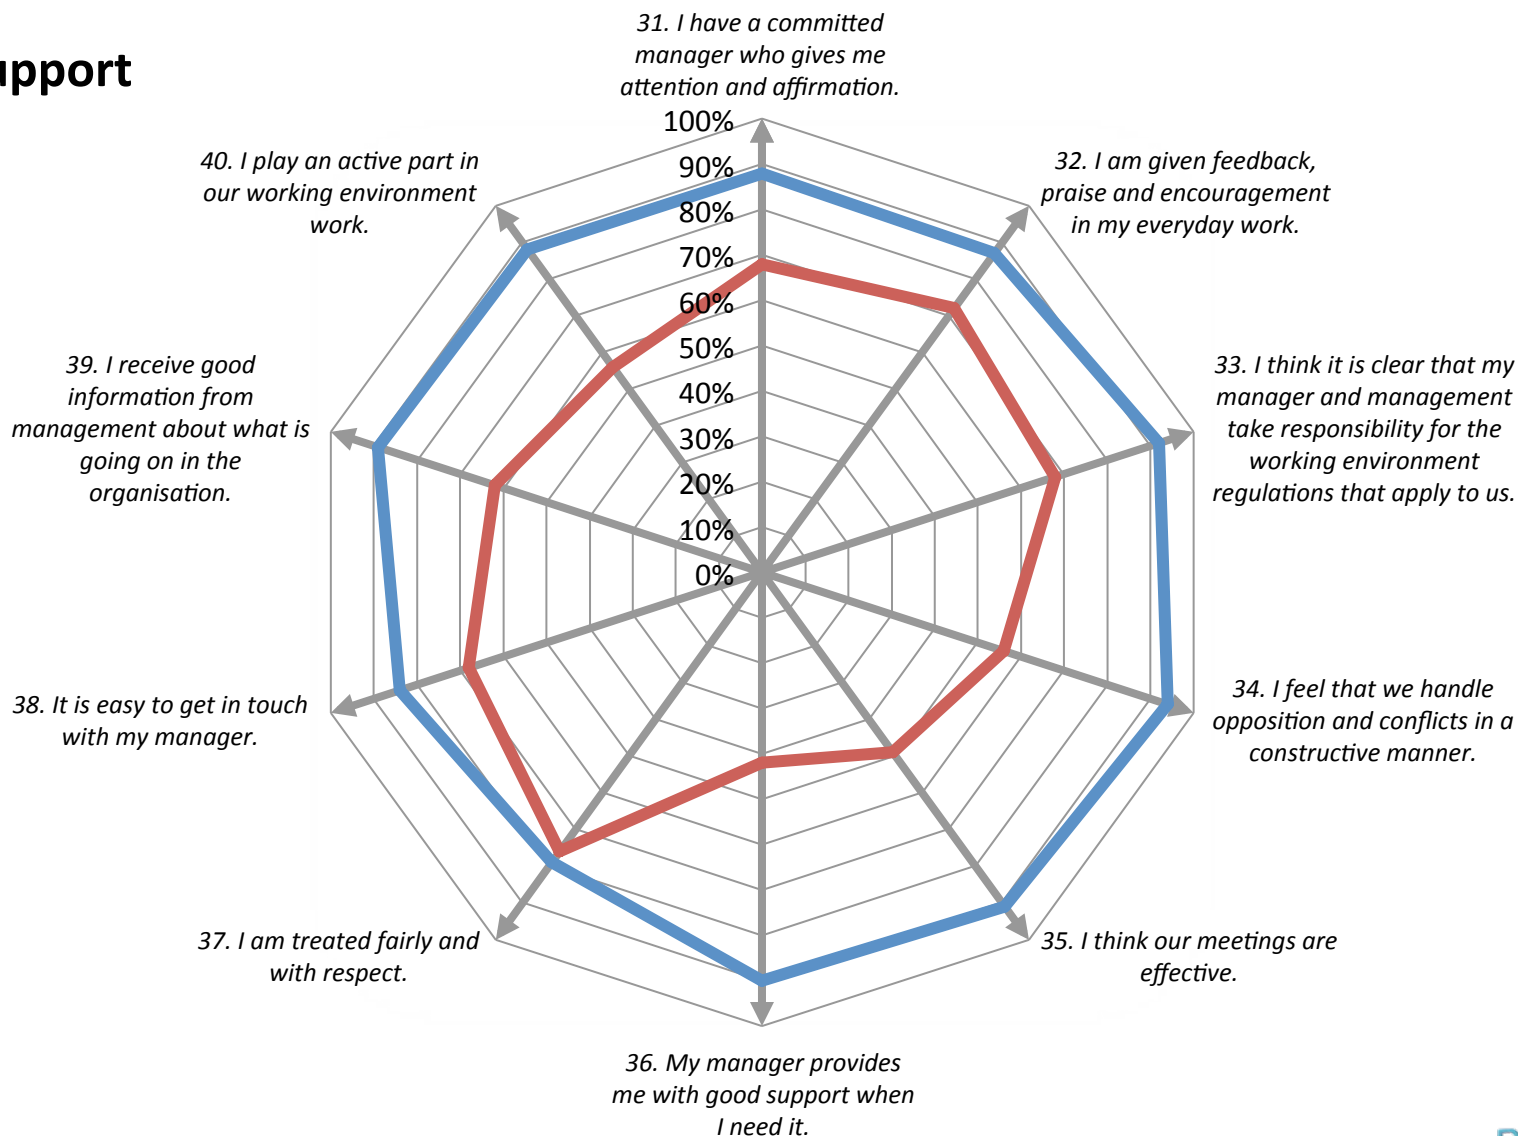 upport
31. I have a committed
manager who gives me
attention and affirmation.
100%
90%
80%
70%
60%
50%
40%
30%
20%
10%
0%
32. I am given feedback,
praise and encouragement
in my everyday work.
33. I think it is clear that my
manager and management
take responsibility for the
working environment
regulations that apply to us.
34. I feel that we handle
opposition and conflicts in a
constructive manner.
35. I think our meetings are
effective.
36. My manager provides
me with good support when
I need it.
37. I am treated fairly and
with respect.
38. It is easy to get in touch
with my manager.
39. I receive good
information from
management about what is
going on in the
organisation.
40. I play an active part in
our working environment
work.